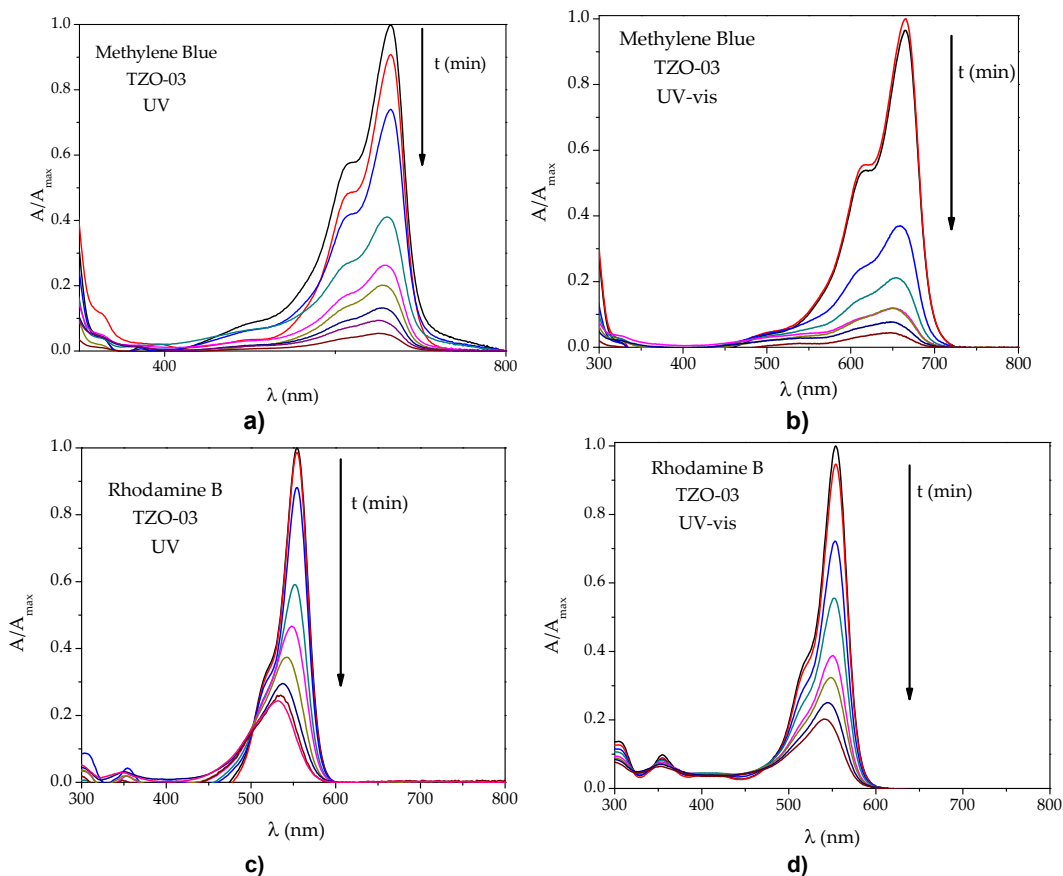 Methylene Blue
TZO-03
UV
t (min)
A/A_max
1.0
0.8
0.6
0.4
0.2
0.0
400
800
λ (nm)
a)
Methylene Blue
TZO-03
UV-vis
t (min)
A/A_max
1.0
0.8
0.6
0.4
0.2
0.0
300 400 500 600 700 800
λ (nm)
b)
Rhodamine B
TZO-03
UV
t (min)
A/A_max
1.0
0.8
0.6
0.4
0.2
0.0
300 400 500 600 700 800
λ (nm)
c)
Rhodamine B
TZO-03
UV-vis
t (min)
A/A_max
1.0
0.8
0.6
0.4
0.2
0.0
300 400 500 600 700 800
λ (nm)
d)